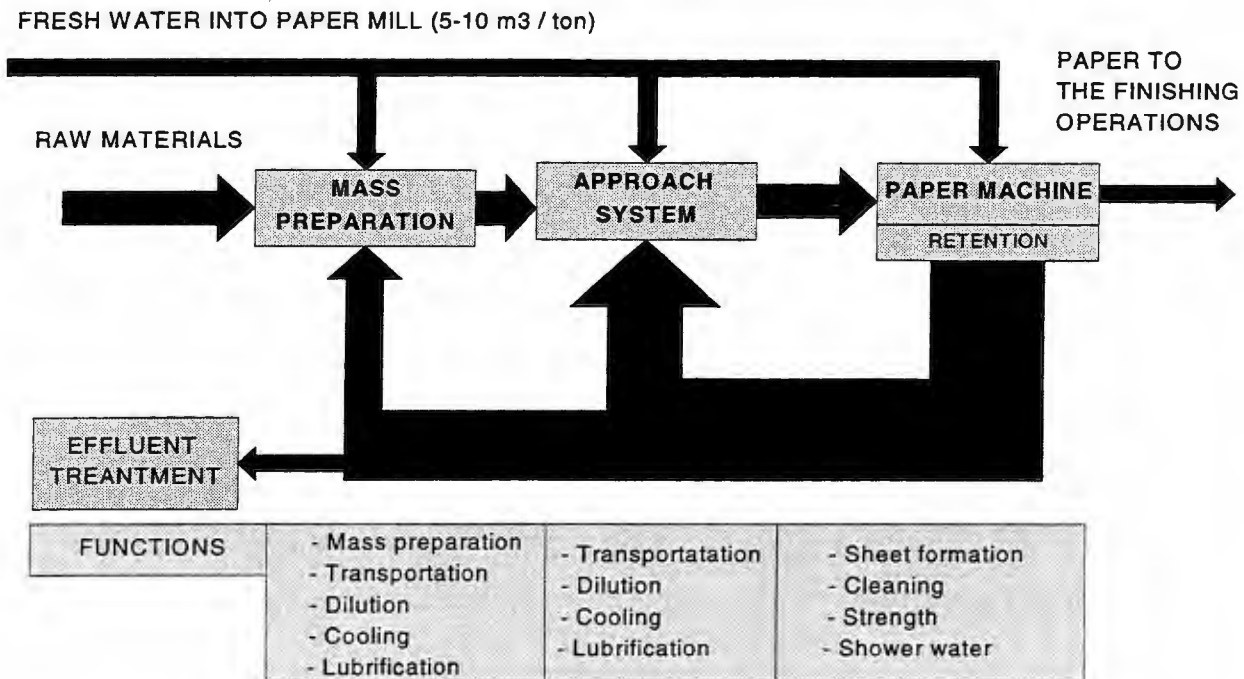 FRESH WATER INTO PAPER MILL (5-10 m3 / ton)
PAPER TO
THE FINISHING
OPERATIONS
RAW MATERIALS
MASS
PREPARATION
APPROACH
SYSTEM
PAPER MACHINE
RETENTION
EFFLUENT
TREANTMENT
FUNCTIONS
- Mass preparation
- Transportation
- Dilution
- Cooling
- Lubrification
- Transportatation
- Dilution
- Cooling
- Lubrification
- Sheet formation
- Cleaning
- Strength
- Shower water